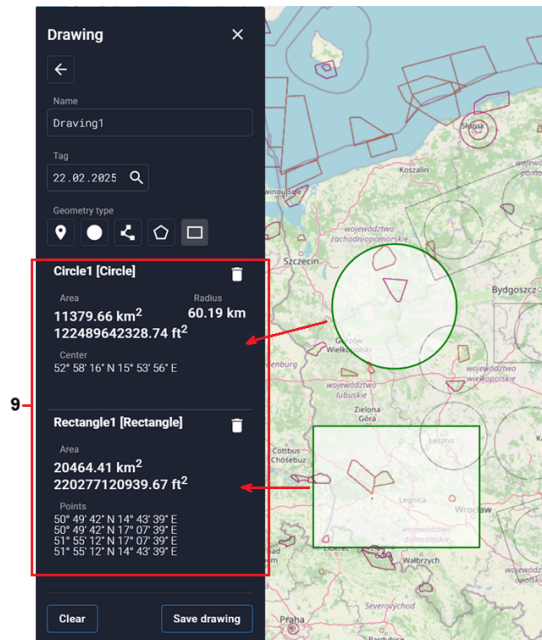 Drawing
Name
Draving1
Tag
22.02.2025
Geometry type
Circle1 [Circle]
Area
Radius
11379.66 km2
60.19 km
122489642328.74 ft2
Center
52° 58' 16" N 15° 53' 56" E
9
Rectangle1 [Rectangle]
Area
20464.41 km2
220277120939.67 ft2
Points
50° 49' 42" N 14° 43' 39" E
50° 49' 42" N 17° 07' 39" E
51° 55' 12" N 17° 07' 39" E
51° 55' 12" N 14° 43' 39" E
Clear
Save drawing
Słupsk
Koszalin
województwo
zachodniopomorskie
Szczecin
Bydgoszcz
Wielkopolski
województwo
lubuskie
województwo
wielkopolskie
Zielona
Góra
Leszno
Cottbus
Chóśebuz
Legnica
Wrocław
województwo
dolnośląskie
Liberec
Wałbrzych
Severovýchod
Praha
Pardubice